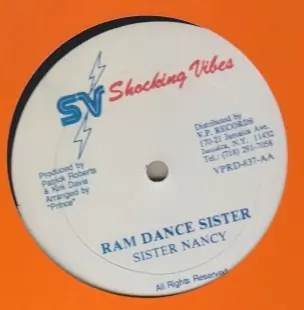 SV Shocking Vibes
Produced by
Patrick Roberts
& Kirk Davis
Arranged by
"Prince"
Distributed by
V.P. RECORDS
170-21 Jamaica Ave,
Jamaica, N.Y. 11432
Tel.: (718) 291-7058
VPRD-837-AA
RAM DANCE SISTER
SISTER NANCY
All Rights Reserved